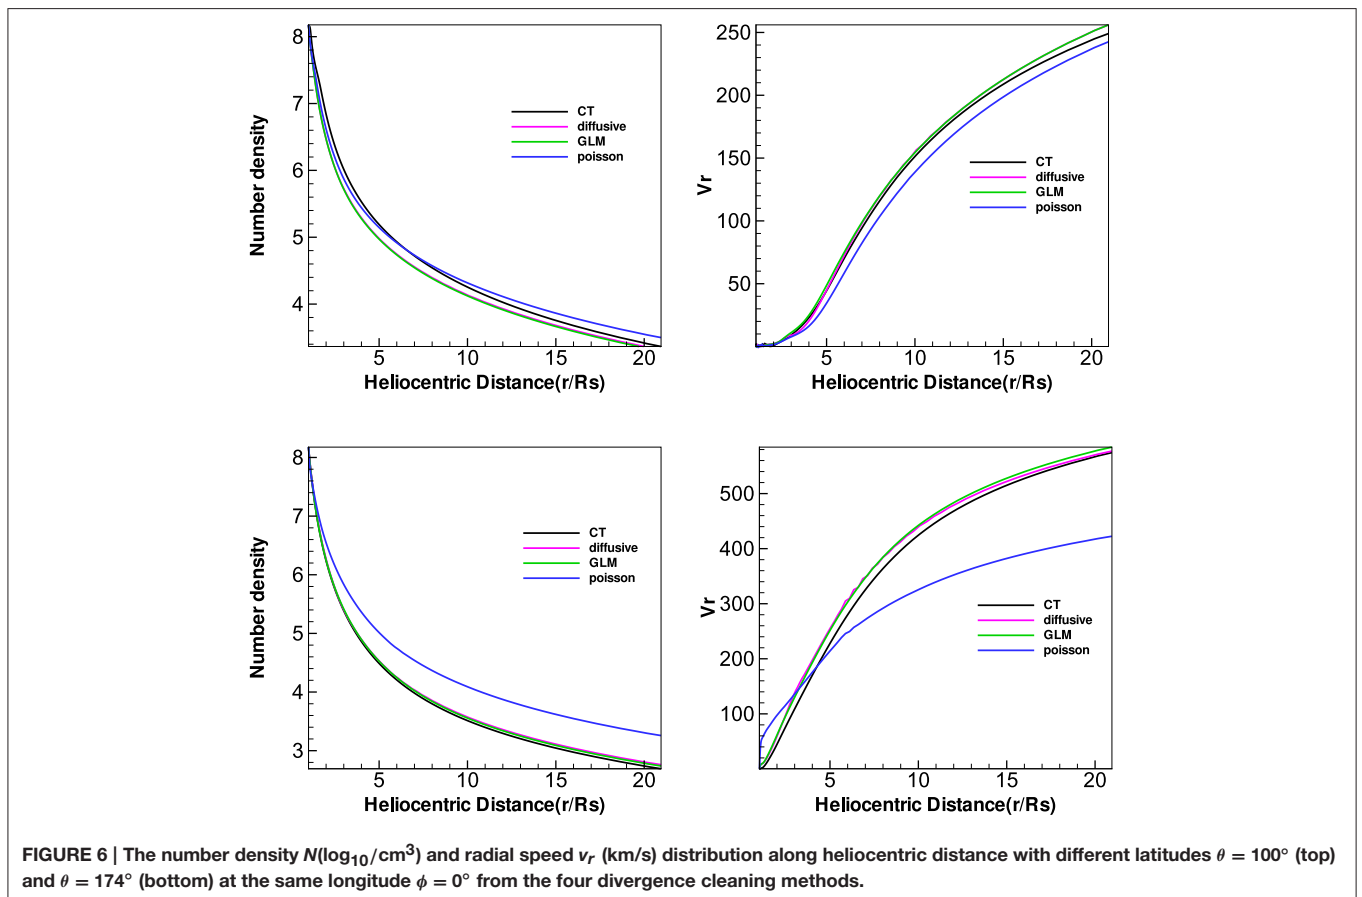 8
7
6
5
4
Number density
CT
diffusive
GLM
poisson
5
10
15
20
Heliocentric Distance(r/Rs)
250
200
150
100
50
Vr
CT
diffusive
GLM
poisson
5
10
15
20
Heliocentric Distance(r/Rs)
8
7
6
5
4
3
Number density
CT
diffusive
GLM
poisson
5
10
15
20
Heliocentric Distance(r/Rs)
500
400
300
200
100
Vr
CT
diffusive
GLM
poisson
5
10
15
20
Heliocentric Distance(r/Rs)
FIGURE 6 | The number density N(log₁₀/cm³) and radial speed vᵣ (km/s) distribution along heliocentric distance with different latitudes θ = 100° (top)
and θ = 174° (bottom) at the same longitude ϕ = 0° from the four divergence cleaning methods.